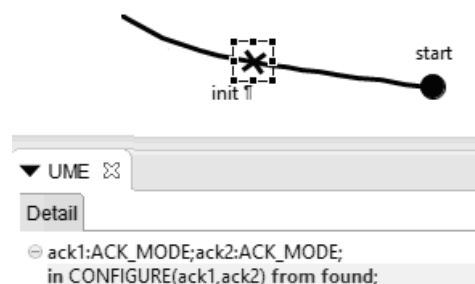 start
init ¶
UME
Detail
ack1:ACK_MODE;ack2:ACK_MODE;
in CONFIGURE(ack1,ack2) from found;